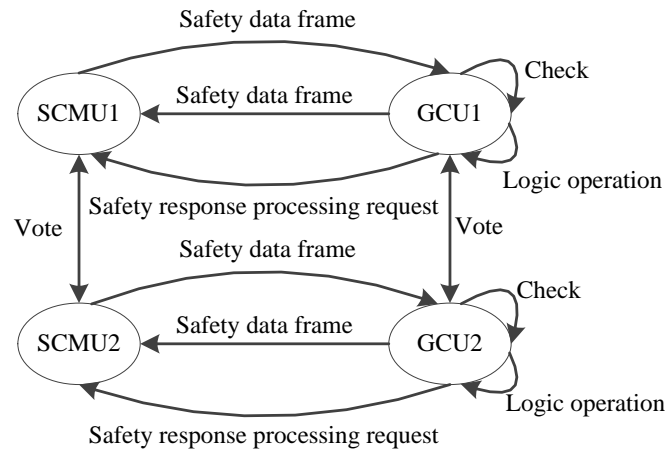 Safety data frame
Check
Safety data frame
SCMU1
GCU1
Logic operation
Safety response processing request
Vote
Vote
Safety data frame
Check
Safety data frame
SCMU2
GCU2
Logic operation
Safety response processing request